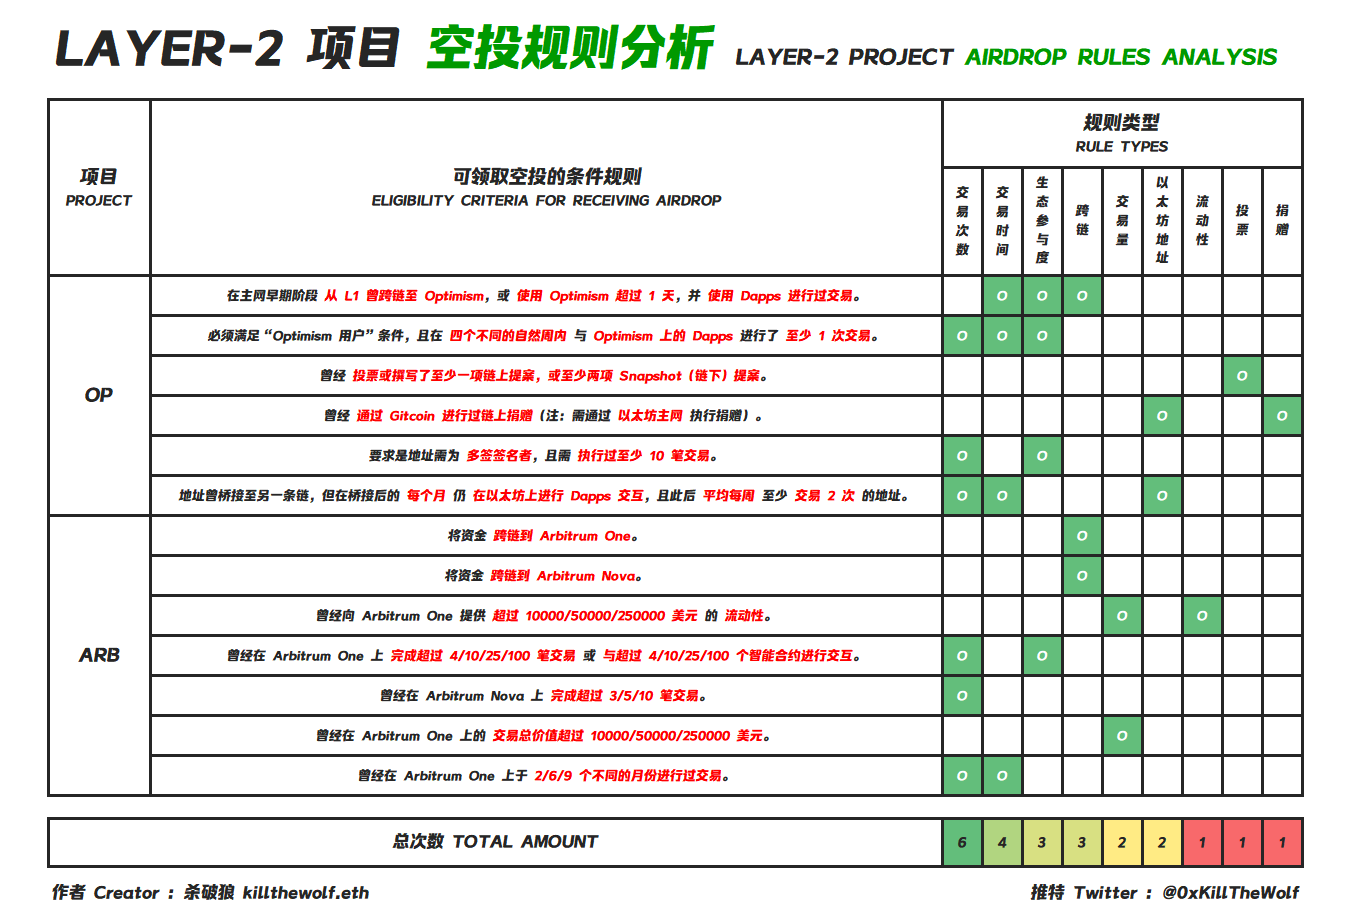 LAYER-2 项目 空投规则分析 LAYER-2 PROJECT AIRDROP RULES ANALYSIS
项目
PROJECT
可领取空投的条件规则
ELIGIBILITY CRITERIA FOR RECEIVING AIRDROP
规则类型
RULE TYPES
交易次数
交易时间
生态参与度
跨链
交易量
以太坊地址
流动性
投票
捐赠
OP
在主网早期阶段 从 L1 曾跨链至 Optimism，或 使用 Optimism 超过 1 天，并 使用 Dapps 进行过交易。 O O O
必须满足“Optimism 用户”条件，且在 四个不同的自然周内 与 Optimism 上的 Dapps 进行了 至少 1 次交易。 O O O
曾经 投票或撰写了至少一项链上提案，或至少两项 Snapshot（链下）提案。 O
曾经 通过 Gitcoin 进行过链上捐赠（注：需通过 以太坊主网 执行捐赠）。 O O
要求是地址需为 多签签名者，且需 执行过至少 10 笔交易。 O O
地址曾桥接至另一条链，但在桥接后的 每个月 仍 在以太坊上进行 Dapps 交互，且此后 平均每周 至少 交易 2 次 的地址。 O O O
ARB
将资金 跨链到 Arbitrum One。 O
将资金 跨链到 Arbitrum Nova。 O
曾经向 Arbitrum One 提供 超过 10000/50000/250000 美元 的 流动性。 O O
曾经在 Arbitrum One 上 完成超过 4/10/25/100 笔交易 或 与超过 4/10/25/100 个智能合约进行交互。 O O
曾经在 Arbitrum Nova 上 完成超过 3/5/10 笔交易。 O
曾经在 Arbitrum One 上的 交易总价值超过 10000/50000/250000 美元。 O
曾经在 Arbitrum One 上于 2/6/9 个不同的月份进行过交易。 O O
总次数 TOTAL AMOUNT 6 4 3 3 2 2 1 1 1
作者 Creator ：杀破狼 killthewolf.eth
推特 Twitter ：@0xKillTheWolf